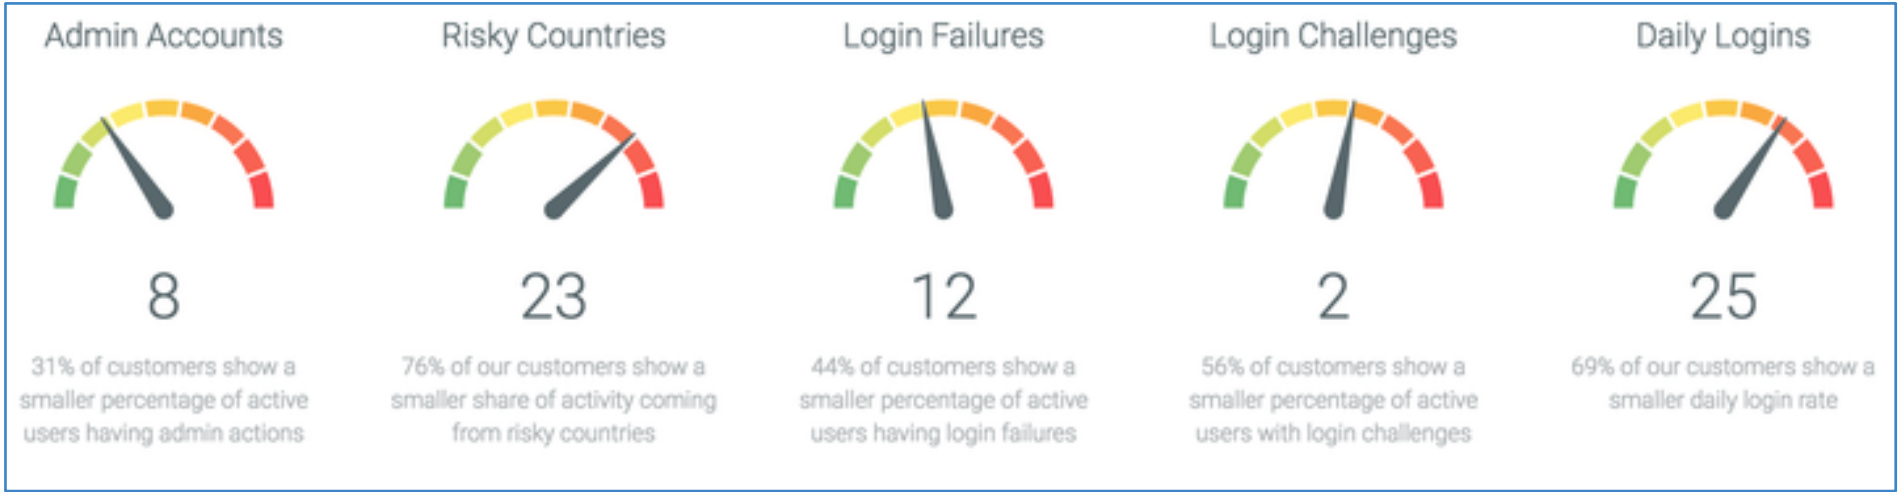 Admin Accounts
Risky Countries
Login Failures
Login Challenges
Daily Logins
8
23
12
2
25
31% of customers show a
smaller percentage of active
users having admin actions
76% of our customers show a
smaller share of activity coming
from risky countries
44% of customers show a
smaller percentage of active
users having login failures
56% of customers show a
smaller percentage of active
users with login challenges
69% of our customers show a
smaller daily login rate